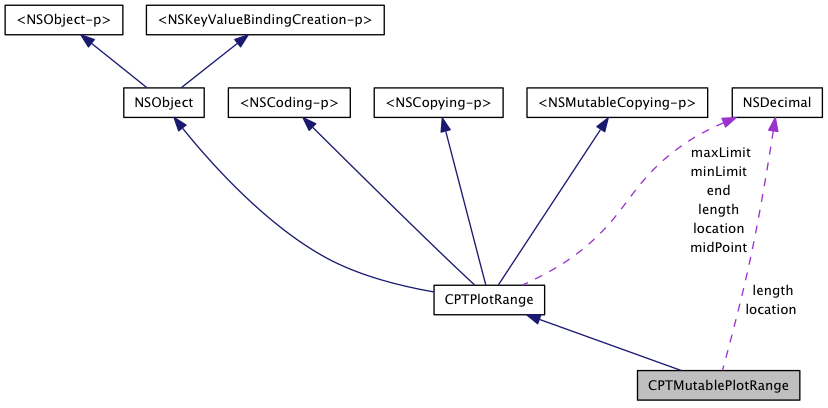 <NSObject-p>
<NSKeyValueBindingCreation-p>
NSObject
<NSCoding-p>
<NSCopying-p>
<NSMutableCopying-p>
NSDecimal
maxLimit
minLimit
end
length
location
midPoint
length
location
CPTPlotRange
CPTMutablePlotRange